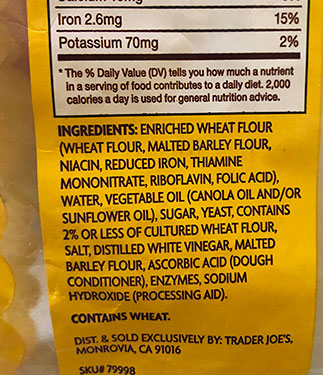 Iron 2.6mg 15%
Potassium 70mg 2%
* The % Daily Value (DV) tells you how much a nutrient
in a serving of food contributes to a daily diet. 2,000
calories a day is used for general nutrition advice.
INGREDIENTS: ENRICHED WHEAT FLOUR
(WHEAT FLOUR, MALTED BARLEY FLOUR,
NIACIN, REDUCED IRON, THIAMINE
MONONITRATE, RIBOFLAVIN, FOLIC ACID),
WATER, VEGETABLE OIL (CANOLA OIL AND/OR
SUNFLOWER OIL), SUGAR, YEAST, CONTAINS
2% OR LESS OF CULTURED WHEAT FLOUR,
SALT, DISTILLED WHITE VINEGAR, MALTED
BARLEY FLOUR, ASCORBIC ACID (DOUGH
CONDITIONER), ENZYMES, SODIUM
HYDROXIDE (PROCESSING AID).
CONTAINS WHEAT.
DIST. & SOLD EXCLUSIVELY BY: TRADER JOE'S,
MONROVIA, CA 91016
SKU# 79998